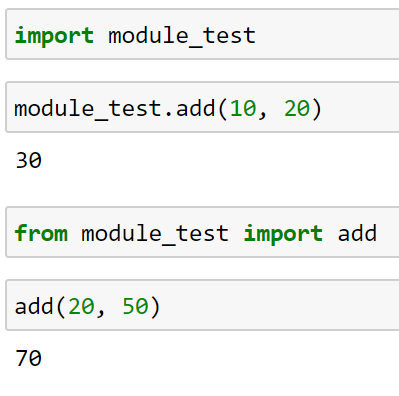 import module_test
module_test.add(10, 20)
30
from module_test import add
add(20, 50)
70